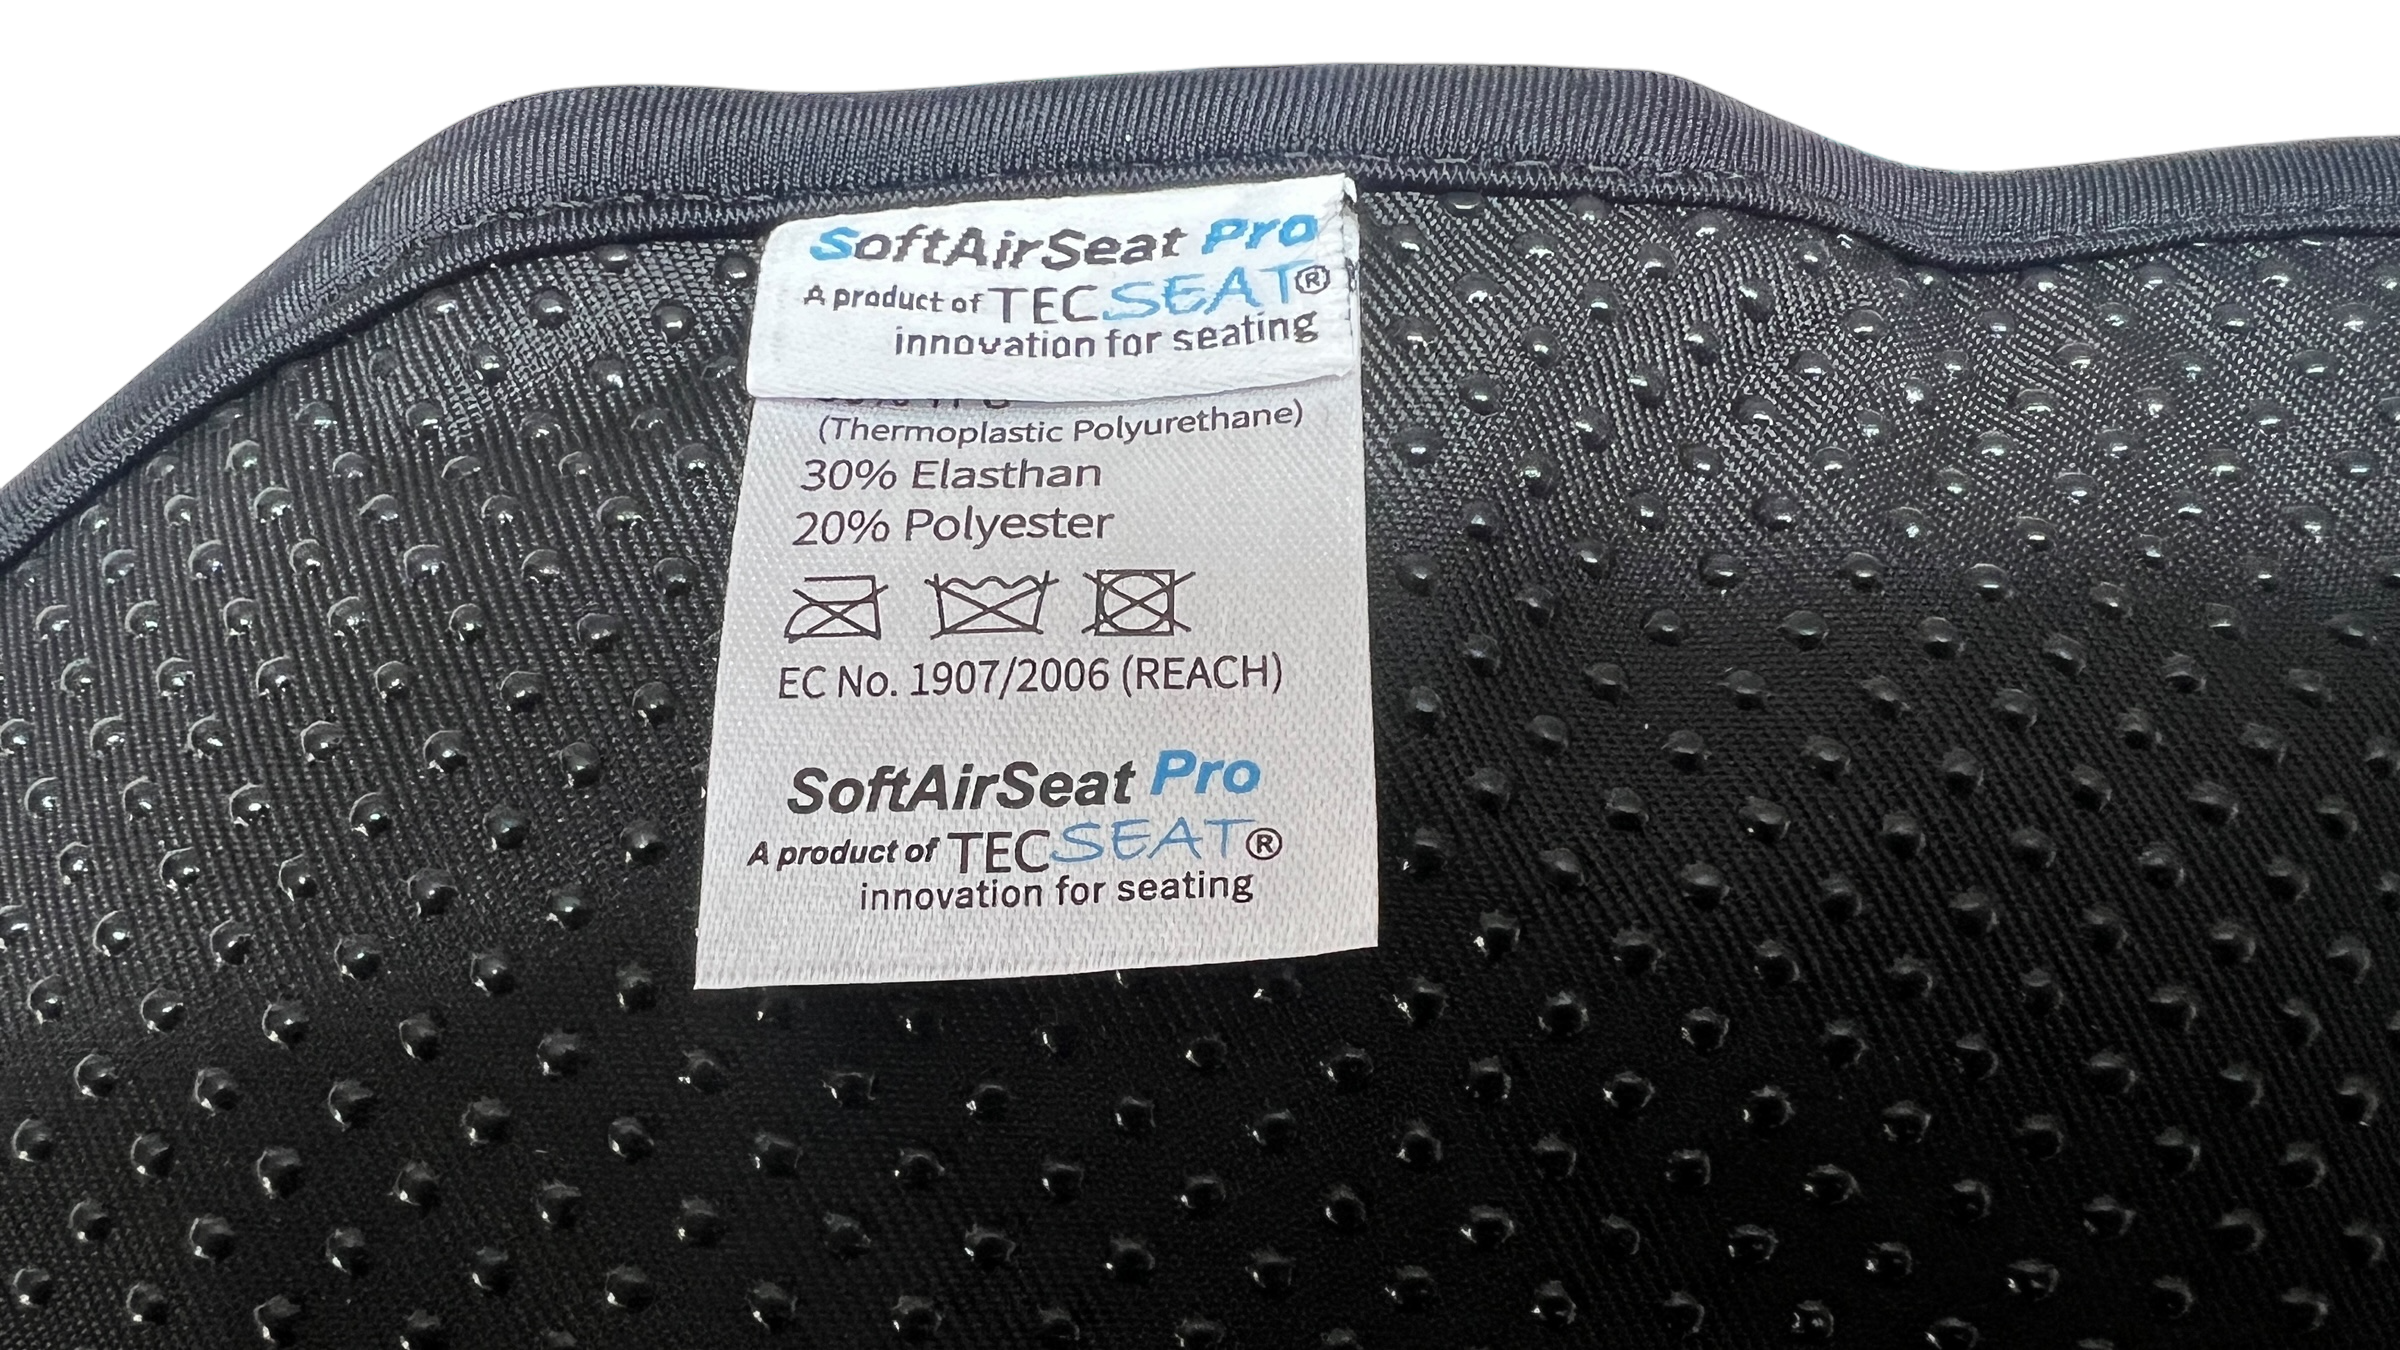 SoftAirSeat Pro
A product of TECSEAT®
innovation for seating
(Thermoplastic Polyurethane)
30% Elasthan
20% Polyester
EC No. 1907/2006 (REACH)
SoftAirSeat Pro
A product of TECSEAT®
innovation for seating